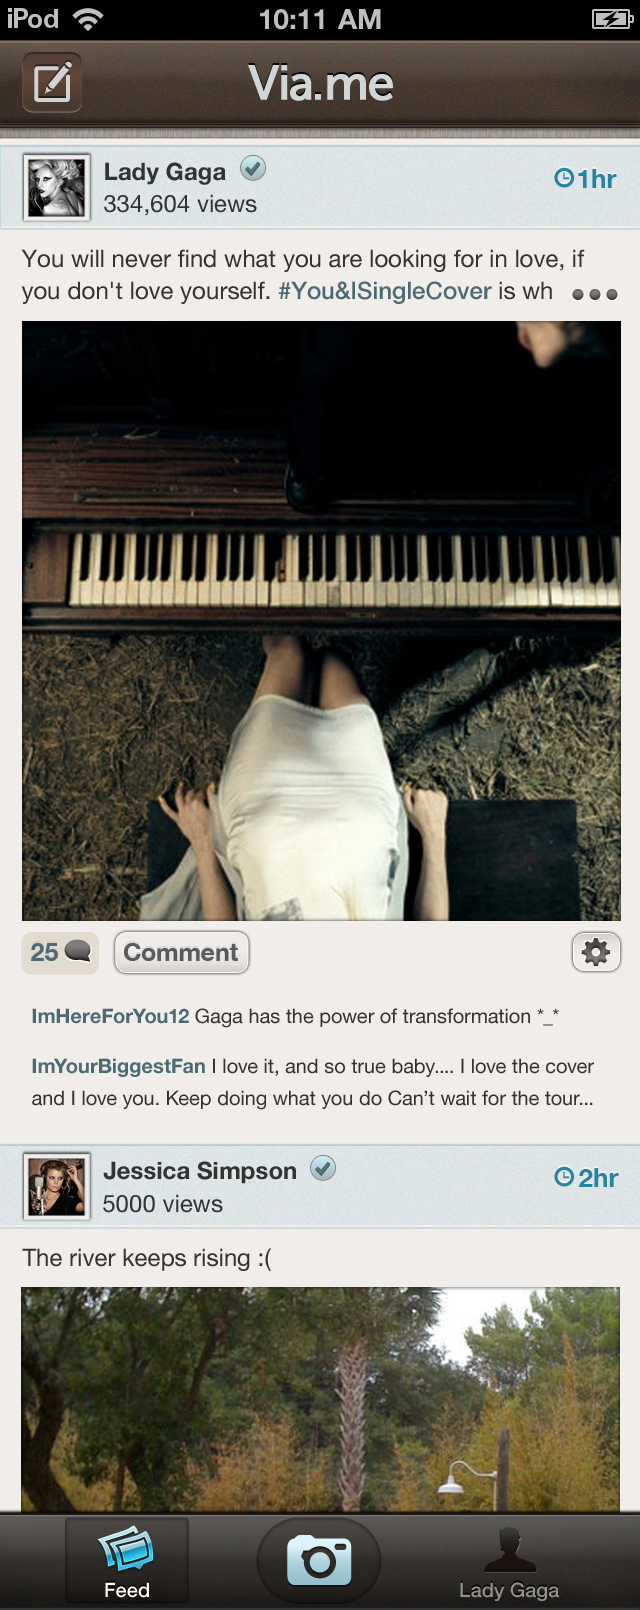 iPod 10:11 AM
Via.me
Lady Gaga
1hr
334,604 views
You will never find what you are looking for in love, if
you don't love yourself. #You&ISingleCover is wh
25 Comment
ImHereForYou12 Gaga has the power of transformation *_*
ImYourBiggestFan I love it, and so true baby.... I love the cover
and I love you. Keep doing what you do Can’t wait for the tour...
Jessica Simpson
2hr
5000 views
The river keeps rising :(
Feed
Lady Gaga